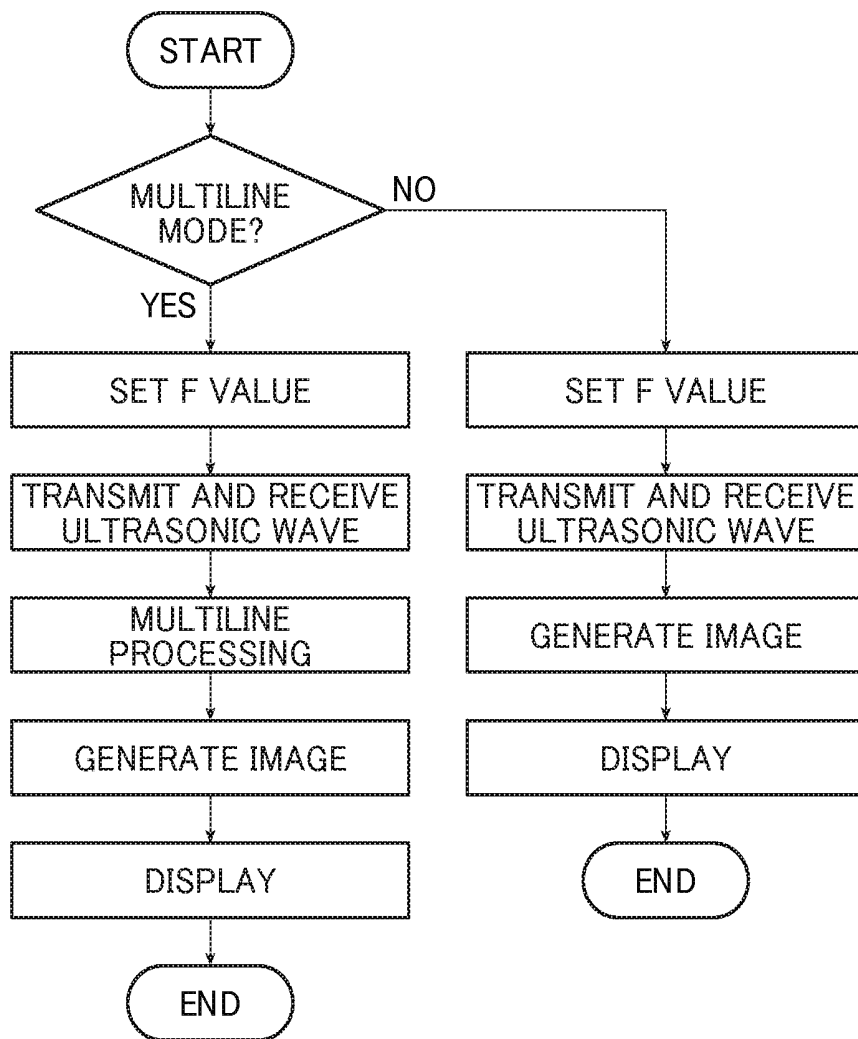 START
MULTILINE
MODE?
NO
YES
SET F VALUE
TRANSMIT AND RECEIVE
ULTRASONIC WAVE
MULTILINE
PROCESSING
GENERATE IMAGE
DISPLAY
END
SET F VALUE
TRANSMIT AND RECEIVE
ULTRASONIC WAVE
GENERATE IMAGE
DISPLAY
END